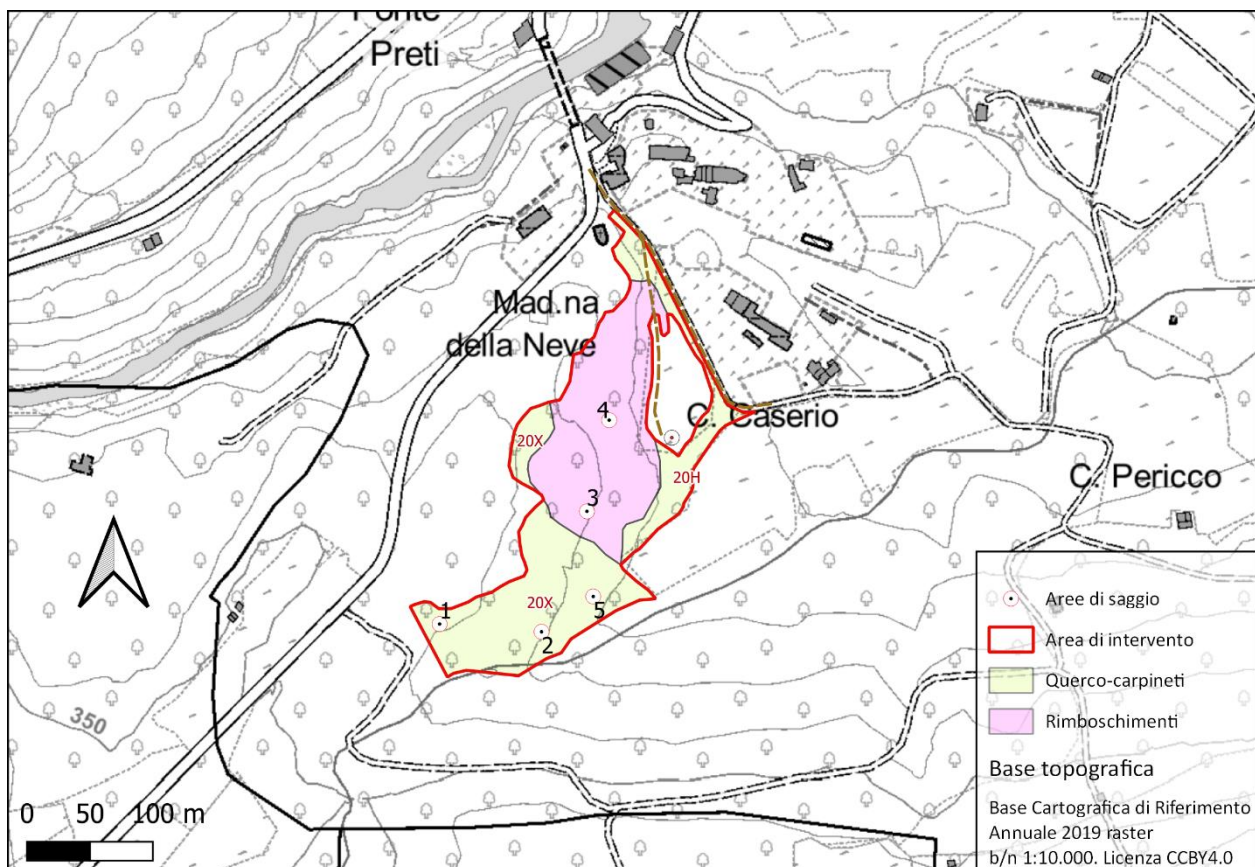 Ponte
Preti
Mad.na
della Neve
4
C. Caserio
20X
20H
C. Pericco
3
1
20X
5
2
350
0 50 100 m
Aree di saggio
Area di intervento
Querco-carpineti
Rimboschimenti
Base topografica
Base Cartografica di Riferimento
Annuale 2019 raster
b/n 1:10.000. Licenza CCBY4.0